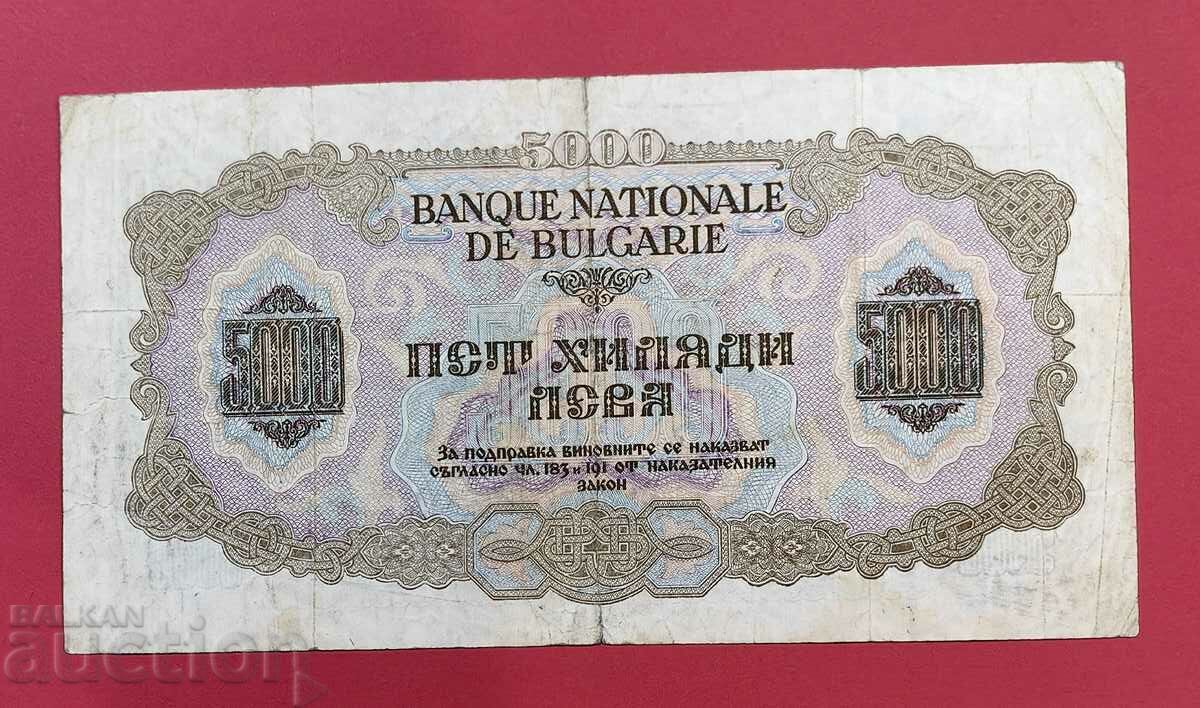 5000
BANQUE NATIONALE
DE BULGARIE
5000
5000
5000
ПЕТ ХИЛЯДИ
ЛЕВА
За подправка виновните се наказват
съгласно чл. 183 и 191 от наказателния
закон
BALKAN
auction